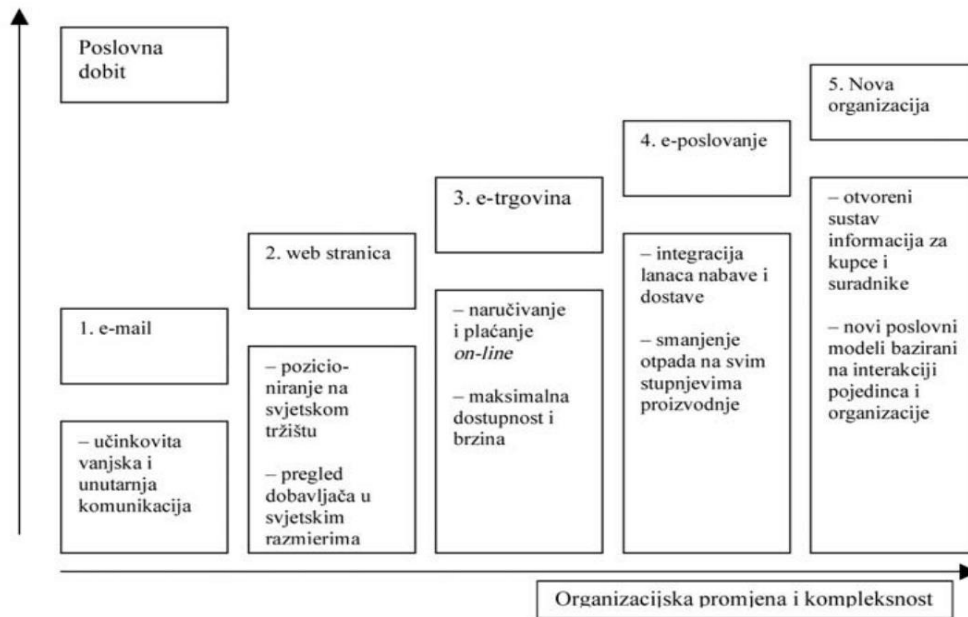 Poslovna
dobit
1. e-mail
– učinkovita
vanjska i
unutarnja
komunikacija
2. web stranica
– pozicio-
niranje na
svjetskom
tržištu
– pregled
dobavljača u
svjetskim
razmierima
3. e-trgovina
– naručivanje
i plaćanje
on-line
– maksimalna
dostupnost i
brzina
4. e-poslovanje
– integracija
lanaca nabave i
dostave
– smanjenje
otpada na svim
stupnjevima
proizvodnje
5. Nova
organizacija
– otvoreni
sustav
informacija za
kupce i
suradnike
– novi poslovni
modeli bazirani
na interakciji
pojedinca i
organizacije
Organizacijska promjena i kompleksnost